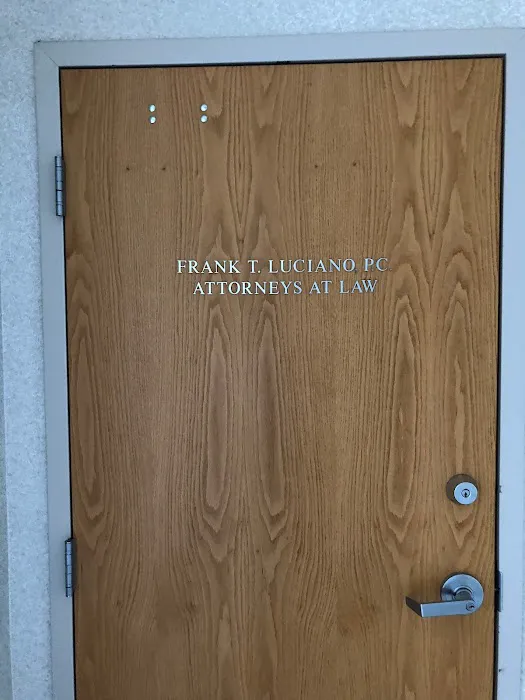 FRANK T. LUCIANO, PC
ATTORNEYS AT LAW